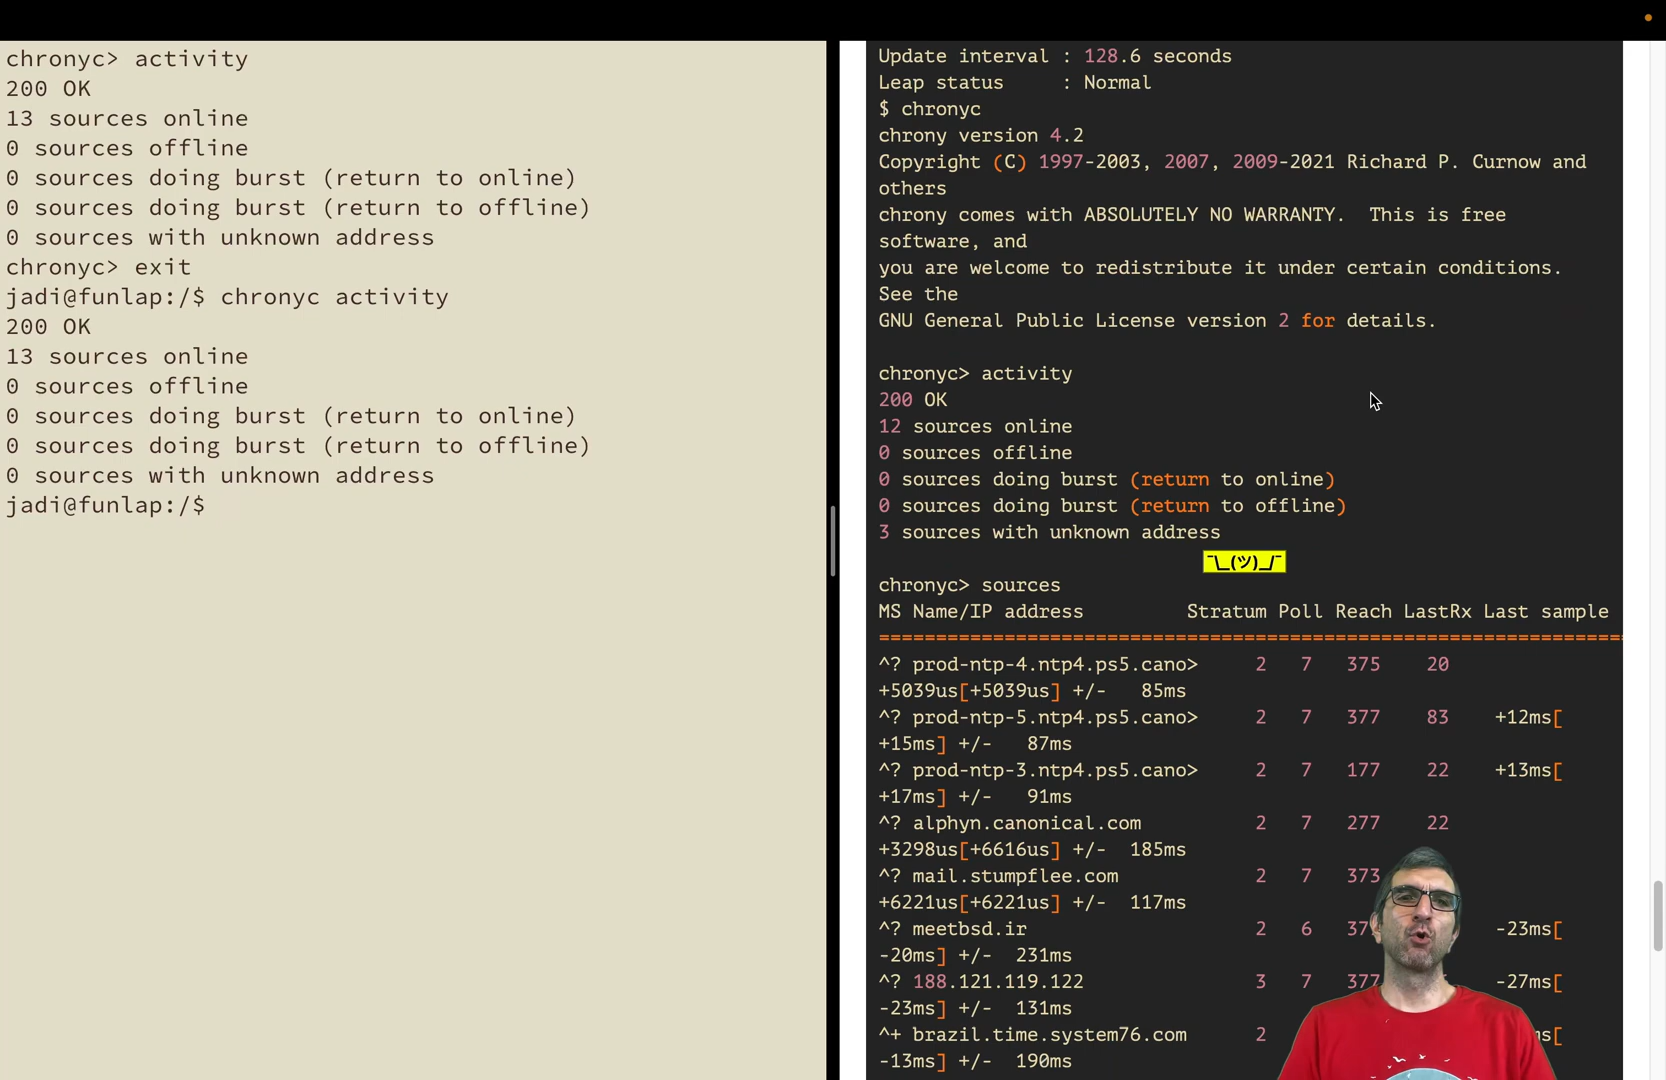 chronyc> activity
200 OK
13 sources online
0 sources offline
0 sources doing burst (return to online)
0 sources doing burst (return to offline)
0 sources with unknown address
chronyc> exit
jadi@funlap:/$ chronyc activity
200 OK
13 sources online
0 sources offline
0 sources doing burst (return to online)
0 sources doing burst (return to offline)
0 sources with unknown address
jadi@funlap:/$
Update interval : 128.6 seconds
Leap status     : Normal
$ chronyc
chrony version 4.2
Copyright (C) 1997-2003, 2007, 2009-2021 Richard P. Curnow and
others
chrony comes with ABSOLUTELY NO WARRANTY.  This is free
software, and
you are welcome to redistribute it under certain conditions.
See the
GNU General Public License version 2 for details.
chronyc> activity
200 OK
12 sources online
0 sources offline
0 sources doing burst (return to online)
0 sources doing burst (return to offline)
3 sources with unknown address
¯\_(ツ)_/¯
chronyc> sources
MS Name/IP address         Stratum Poll Reach LastRx Last sample
================================================================
^? prod-ntp-4.ntp4.ps5.cano>     2   7   375    20
+5039us[+5039us] +/-   85ms
^? prod-ntp-5.ntp4.ps5.cano>     2   7   377    83    +12ms[
+15ms] +/-   87ms
^? prod-ntp-3.ntp4.ps5.cano>     2   7   177    22    +13ms[
+17ms] +/-   91ms
^? alphyn.canonical.com          2   7   277    22
+3298us[+6616us] +/-  185ms
^? mail.stumpflee.com            2   7   373
+6221us[+6221us] +/-  117ms
^? meetbsd.ir                    2   6   37    -23ms[
-20ms] +/-  231ms
^? 188.121.119.122               3   7   377    -27ms[
-23ms] +/-  131ms
^+ brazil.time.system76.com      2    ms[
-13ms] +/-  190ms